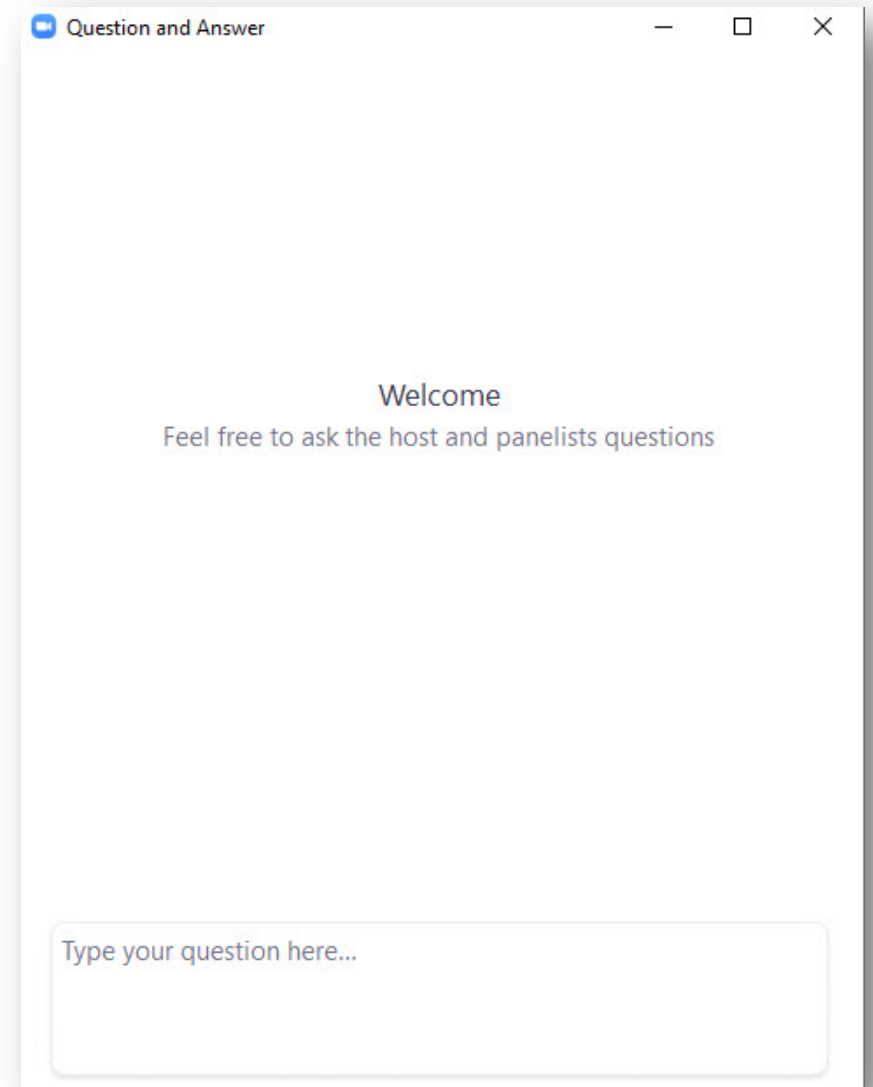 Question and Answer
Welcome
Feel free to ask the host and panelists questions
Type your question here...